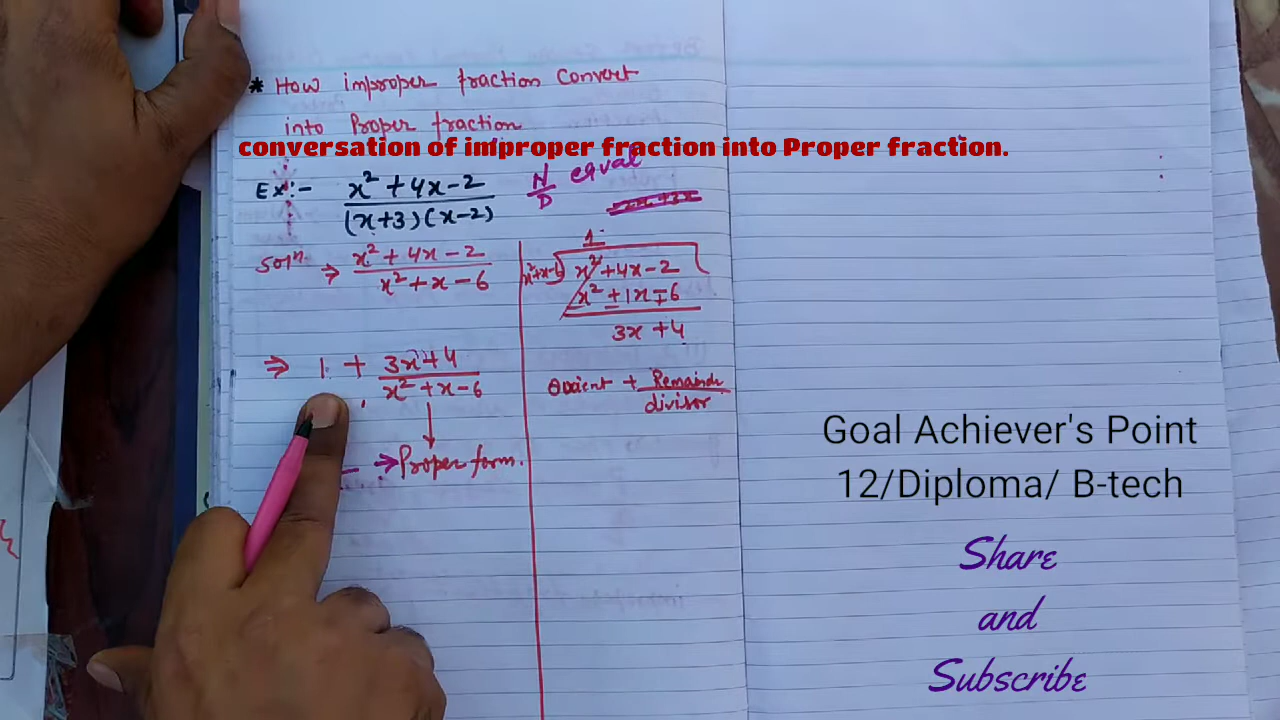 * How improper fraction Convert
into Proper fraction
conversation of improper fraction into Proper fraction.
Ex:- x² + 4x - 2 / (x+3)(x-2)
N/D equal
Solⁿ. ⇒ x² + 4x - 2 / x² + x - 6
1
x²+x-6 x² + 4x - 2
x² + 1x - 6
3x + 4
⇒ 1 + 3x+4 / x² + x - 6
+ Remainder / divisor
→ Proper form.
Goal Achiever's Point
12/Diploma/ B-tech
Share
and
Subscribe